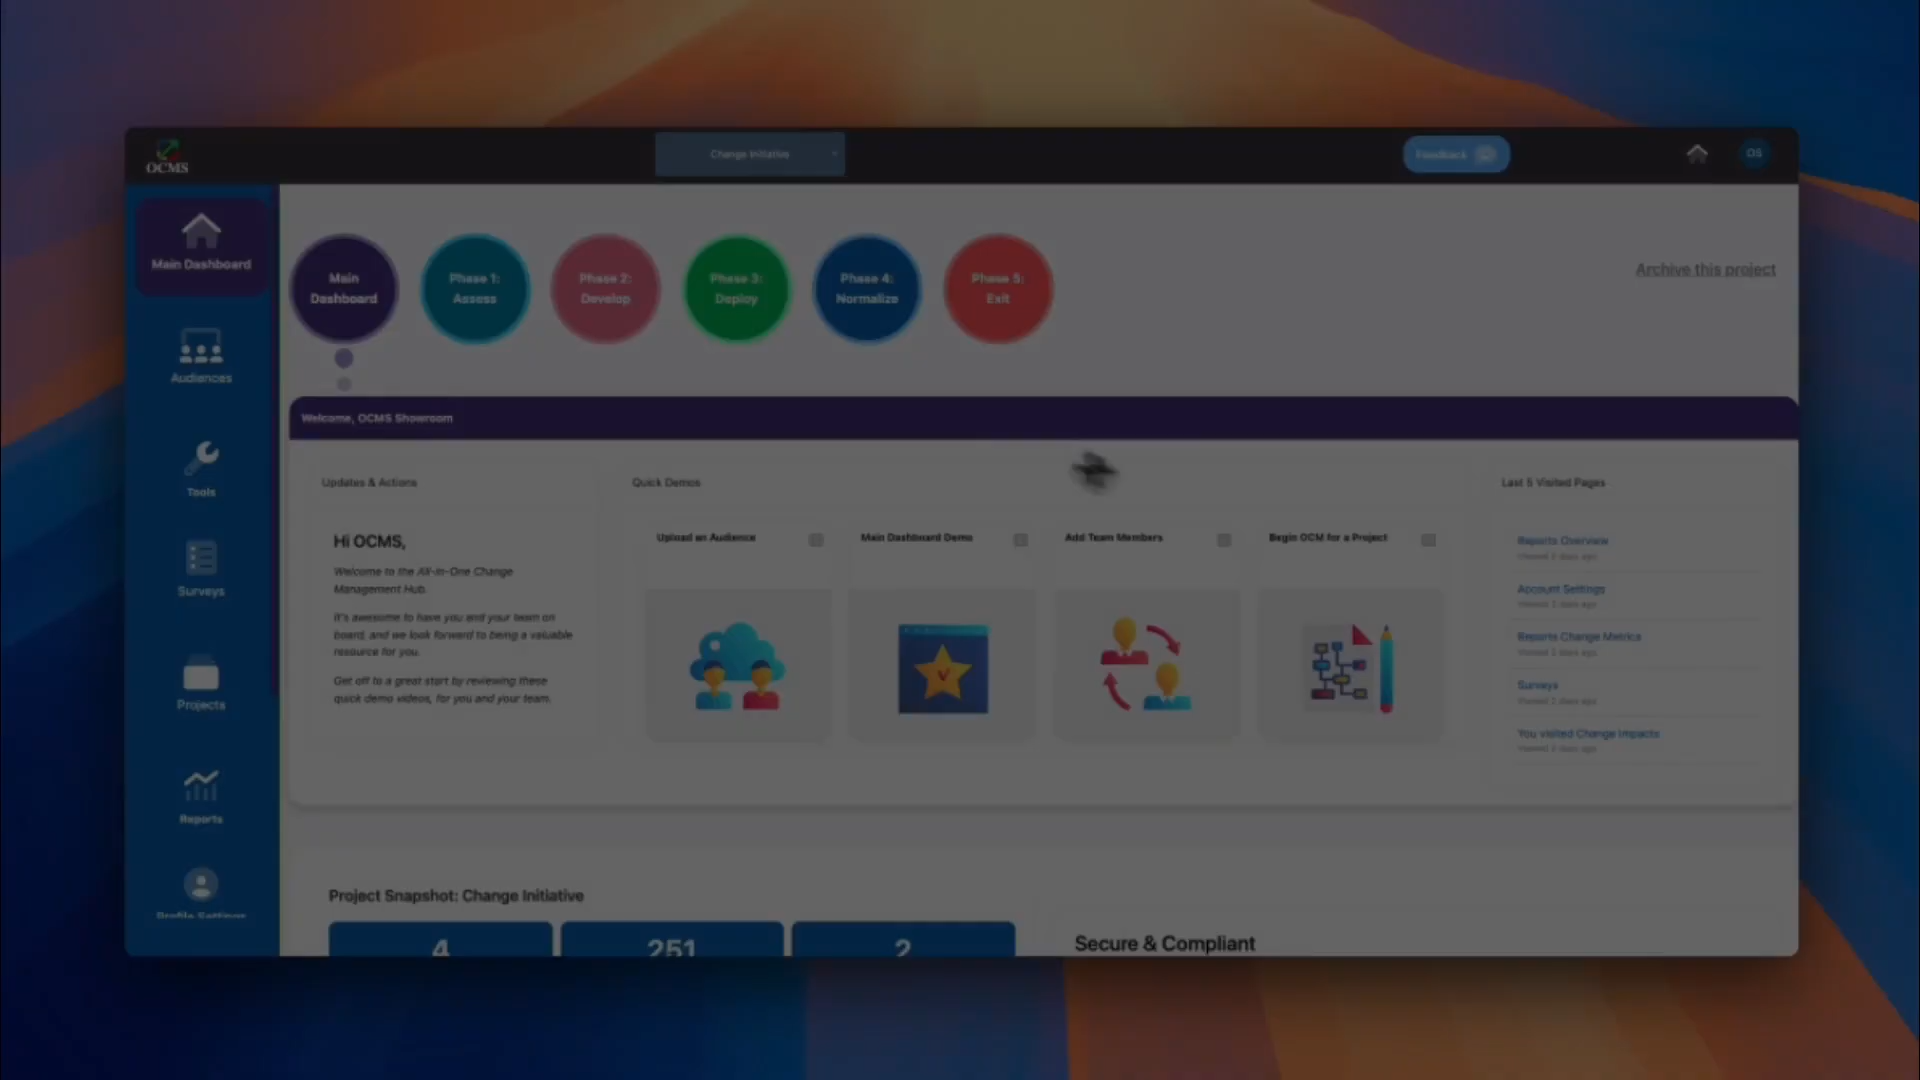 OCMS
Change Initiative
Feedback
OS
Main Dashboard
Audiences
Tools
Surveys
Projects
Reports
Profile Settings
Main
Dashboard
Phase 1:
Assess
Phase 2:
Develop
Phase 3:
Deploy
Phase 4:
Normalize
Phase 5:
Exit
Archive this project
Welcome, OCMS Showroom
Updates & Actions
Hi OCMS,
Welcome to the All-in-One Change
Management Hub.
It's awesome to have you and your team on
board, and we look forward to being a valuable
resource for you.
Get off to a great start by reviewing these
quick demo videos, for you and your team.
Quick Demos
Upload an Audience
Main Dashboard Demo
Add Team Members
Begin OCM for a Project
Last 5 Visited Pages
Reports Overview
Viewed 2 days ago
Account Settings
Viewed 2 days ago
Reports Change Metrics
Viewed 2 days ago
Surveys
Viewed 2 days ago
You visited Change Impacts
Viewed 2 days ago
Project Snapshot: Change Initiative
4
251
2
Secure & Compliant